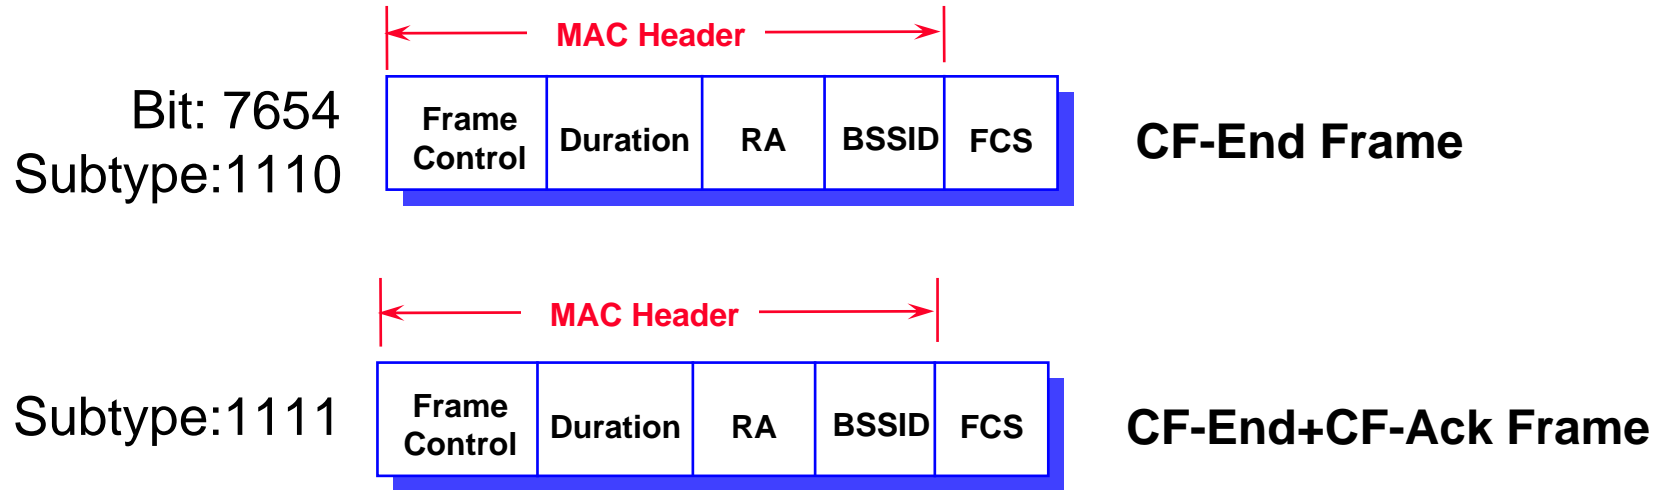 MAC Header
Bit: 7654
Subtype:1110
Frame Control
Duration
RA
BSSID
FCS
CF-End Frame
MAC Header
Subtype:1111
Frame Control
Duration
RA
BSSID
FCS
CF-End+CF-Ack Frame